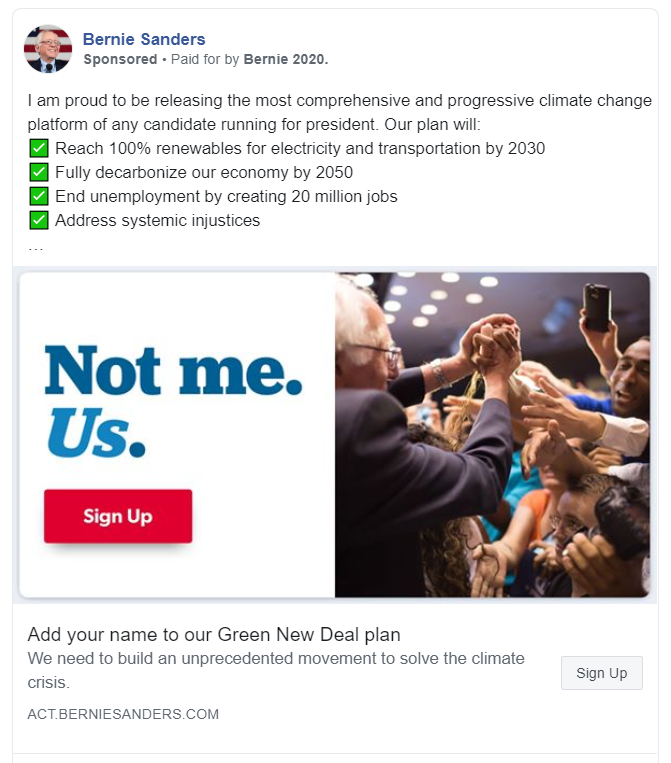 Bernie Sanders
Sponsored • Paid for by Bernie 2020.
I am proud to be releasing the most comprehensive and progressive climate change
platform of any candidate running for president. Our plan will:
✅ Reach 100% renewables for electricity and transportation by 2030
✅ Fully decarbonize our economy by 2050
✅ End unemployment by creating 20 million jobs
✅ Address systemic injustices
...
Not me.
Us.
Sign Up
Add your name to our Green New Deal plan
We need to build an unprecedented movement to solve the climate
crisis.
Sign Up
ACT.BERNIESANDERS.COM